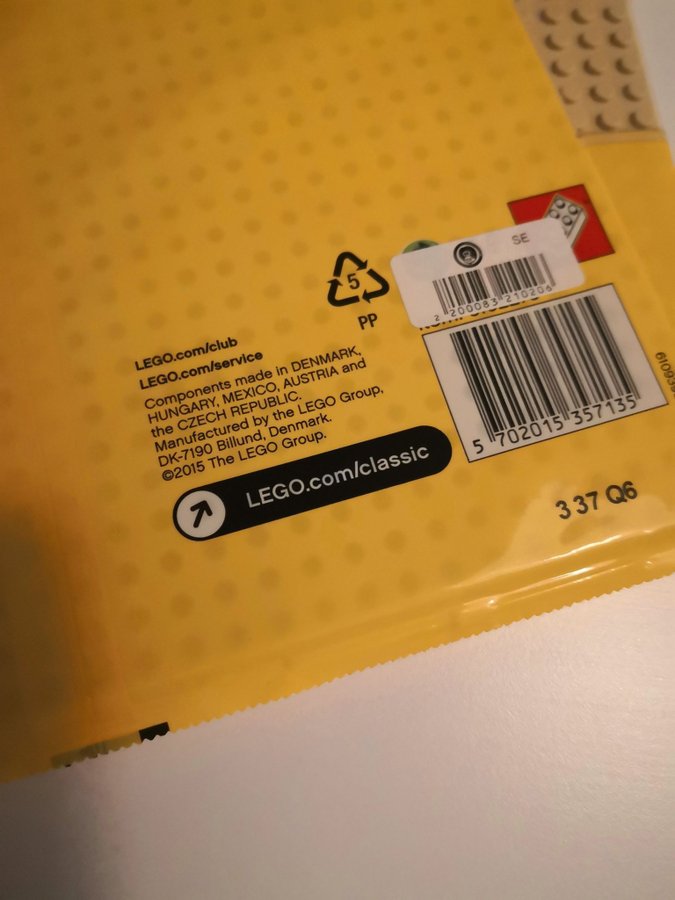 SE
2 200083 210206
5
PP
5 702015 357135
LEGO.com/club
LEGO.com/service
Components made in DENMARK,
HUNGARY, MEXICO, AUSTRIA and
the CZECH REPUBLIC.
Manufactured by the LEGO Group,
DK-7190 Billund, Denmark.
©2015 The LEGO Group.
LEGO.com/classic
3 37 Q6